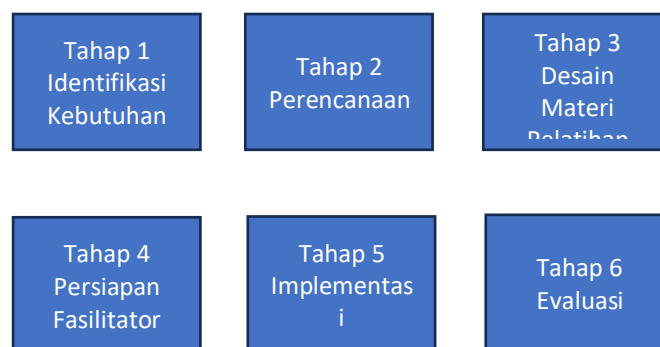 Tahap 1
Identifikasi
Kebutuhan
Tahap 2
Perencanaan
Tahap 3
Desain
Materi
Pelatihan
Tahap 4
Persiapan
Fasilitator
Tahap 5
Implementas
i
Tahap 6
Evaluasi